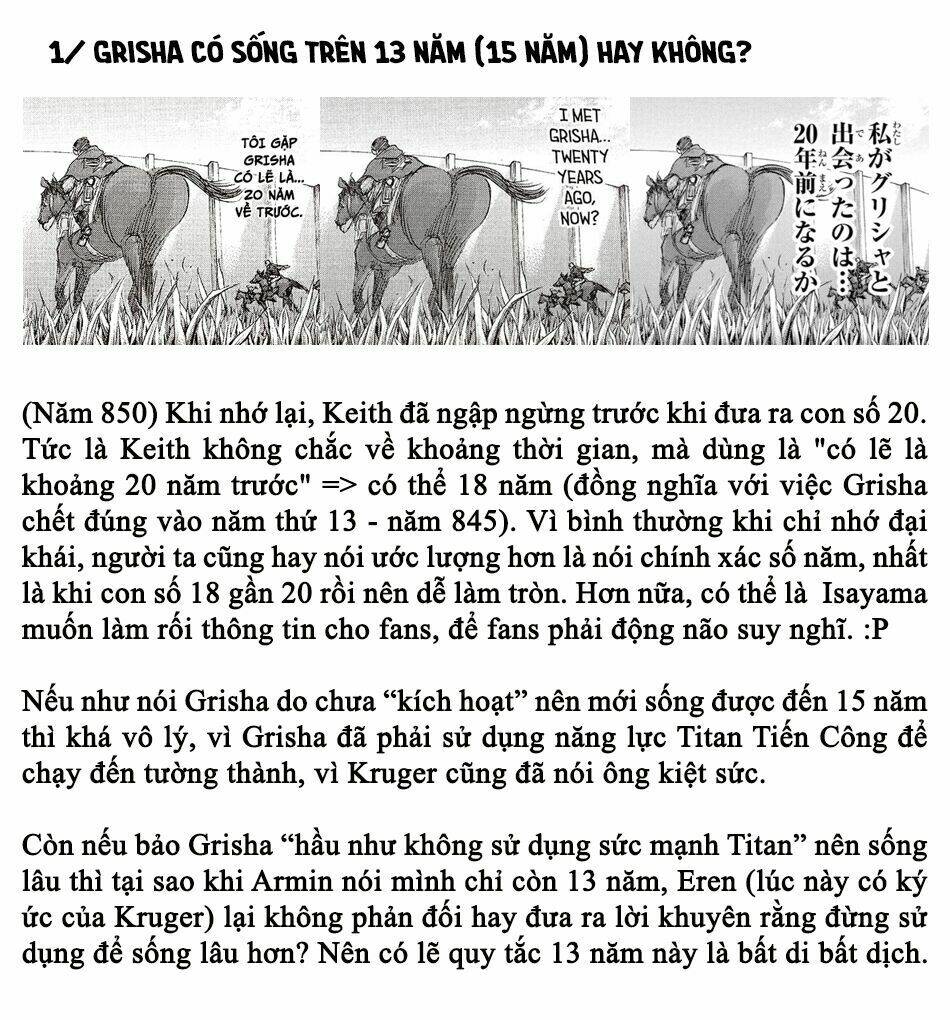 1/ GRISHA CÓ SỐNG TRÊN 13 NĂM (15 NĂM) HAY KHÔNG?
TÔI GẶP
GRISHA
CÓ LẼ LÀ...
20 NĂM
VỀ TRƯỚC.
I MET
GRISHA...
TWENTY
YEARS
AGO,
NOW?
私がグリシャと
出会ったのは…
20年前になるか
(Năm 850) Khi nhớ lại, Keith đã ngập ngừng trước khi đưa ra con số 20.
Tức là Keith không chắc về khoảng thời gian, mà dùng là "có lẽ là
khoảng 20 năm trước" => có thể 18 năm (đồng nghĩa với việc Grisha
chết đúng vào năm thứ 13 - năm 845). Vì bình thường khi chỉ nhớ đại
khái, người ta cũng hay nói ước lượng hơn là nói chính xác số năm, nhất
là khi con số 18 gần 20 rồi nên dễ làm tròn. Hơn nữa, có thể là Isayama
muốn làm rối thông tin cho fans, để fans phải động não suy nghĩ. :P
Nếu như nói Grisha do chưa “kích hoạt” nên mới sống được đến 15 năm
thì khá vô lý, vì Grisha đã phải sử dụng năng lực Titan Tiến Công để
chạy đến tường thành, vì Kruger cũng đã nói ông kiệt sức.
Còn nếu bảo Grisha “hầu như không sử dụng sức mạnh Titan” nên sống
lâu thì tại sao khi Armin nói mình chỉ còn 13 năm, Eren (lúc này có ký
ức của Kruger) lại không phản đối hay đưa ra lời khuyên rằng đừng sử
dụng để sống lâu hơn? Nên có lẽ quy tắc 13 năm này là bất di bất dịch.